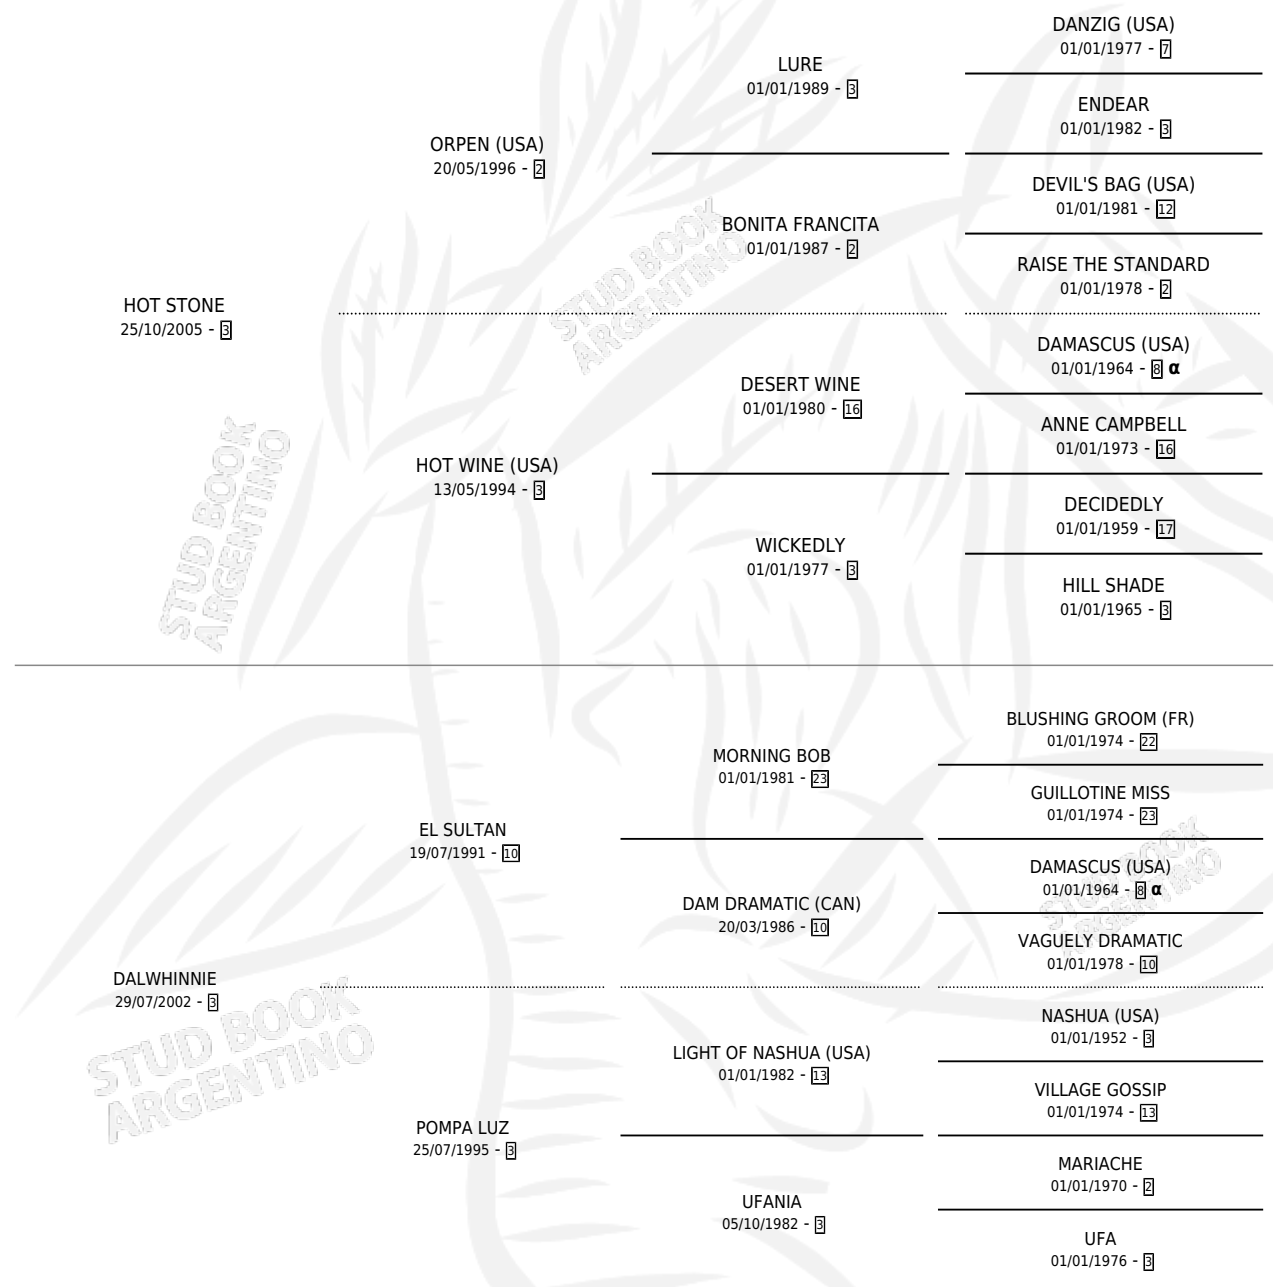 DANZIG (USA)
01/01/1977 - 7
LURE
01/01/1989 - 3
ENDEAR
01/01/1982 - 3
ORPEN (USA)
20/05/1996 - 2
DEVIL'S BAG (USA)
01/01/1981 - 12
BONITA FRANCITA
01/01/1987 - 2
RAISE THE STANDARD
01/01/1978 - 2
HOT STONE
25/10/2005 - 3
DAMASCUS (USA)
01/01/1964 - 8 α
DESERT WINE
01/01/1980 - 16
ANNE CAMPBELL
01/01/1973 - 16
HOT WINE (USA)
13/05/1994 - 3
DECIDEDLY
01/01/1959 - 17
WICKEDLY
01/01/1977 - 3
HILL SHADE
01/01/1965 - 3
BLUSHING GROOM (FR)
01/01/1974 - 22
MORNING BOB
01/01/1981 - 23
GUILLOTINE MISS
01/01/1974 - 23
EL SULTAN
19/07/1991 - 10
DAMASCUS (USA)
01/01/1964 - 8 α
DAM DRAMATIC (CAN)
20/03/1986 - 10
VAGUELY DRAMATIC
01/01/1978 - 10
DALWHINNIE
29/07/2002 - 3
NASHUA (USA)
01/01/1952 - 3
LIGHT OF NASHUA (USA)
01/01/1982 - 13
VILLAGE GOSSIP
01/01/1974 - 13
POMPA LUZ
25/07/1995 - 3
MARIACHE
01/01/1970 - 2
UFANIA
05/10/1982 - 3
UFA
01/01/1976 - 3
STUD BOOK
ARGENTINO
STUD BOOK
ARGENTINO
STUD BOOK
ARGENTINO
STUD BOOK
ARGENTINO